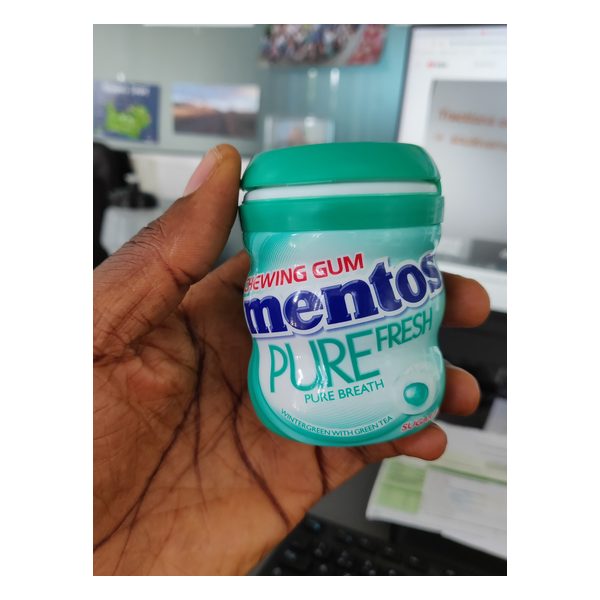 CHEWING GUM
mentos
PURE FRESH
PURE BREATH
WINTERGREEN WITH GREEN TEA